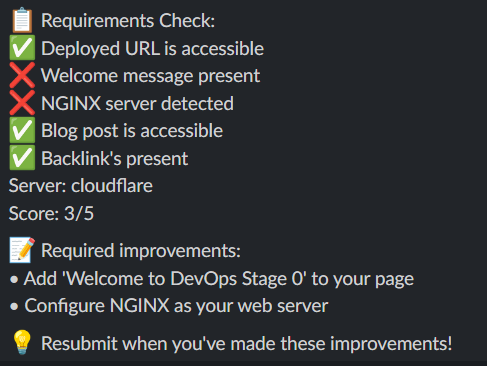 📋 Requirements Check:
✅ Deployed URL is accessible
❌ Welcome message present
❌ NGINX server detected
✅ Blog post is accessible
✅ Backlink's present
Server: cloudflare
Score: 3/5
📝 Required improvements:
• Add 'Welcome to DevOps Stage 0' to your page
• Configure NGINX as your web server
💡 Resubmit when you've made these improvements!